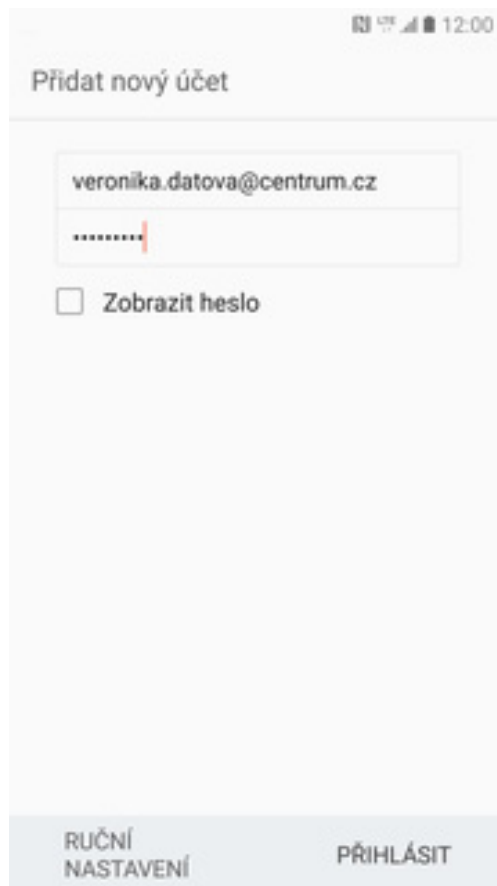 12:00
Přidat nový účet
veronika.datova@centrum.cz
•••••••••
Zobrazit heslo
RUČNÍ
NASTAVENÍ
PŘIHLÁSIT